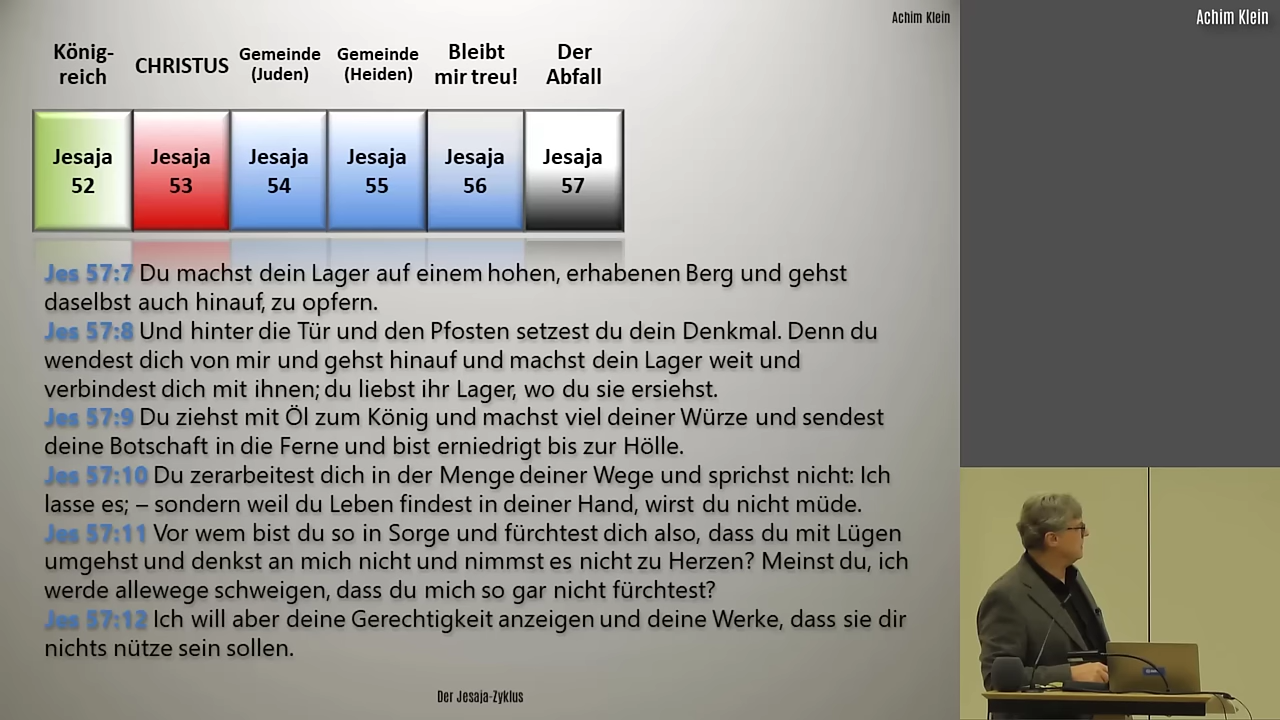 Achim Klein
Achim Klein
König-
reich
CHRISTUS
Gemeinde
(Juden)
Gemeinde
(Heiden)
Bleibt
mir treu!
Der
Abfall
Jesaja
52
Jesaja
53
Jesaja
54
Jesaja
55
Jesaja
56
Jesaja
57
Jes 57:7 Du machst dein Lager auf einem hohen, erhabenen Berg und gehst
daselbst auch hinauf, zu opfern.
Jes 57:8 Und hinter die Tür und den Pfosten setzest du dein Denkmal. Denn du
wendest dich von mir und gehst hinauf und machst dein Lager weit und
verbindest dich mit ihnen; du liebst ihr Lager, wo du sie ersiehst.
Jes 57:9 Du ziehst mit Öl zum König und machst viel deiner Würze und sendest
deine Botschaft in die Ferne und bist erniedrigt bis zur Hölle.
Jes 57:10 Du zerarbeitest dich in der Menge deiner Wege und sprichst nicht: Ich
lasse es; – sondern weil du Leben findest in deiner Hand, wirst du nicht müde.
Jes 57:11 Vor wem bist du so in Sorge und fürchtest dich also, dass du mit Lügen
umgehst und denkst an mich nicht und nimmst es nicht zu Herzen? Meinst du, ich
werde allewege schweigen, dass du mich so gar nicht fürchtest?
Jes 57:12 Ich will aber deine Gerechtigkeit anzeigen und deine Werke, dass sie dir
nichts nütze sein sollen.
Der Jesaja-Zyklus